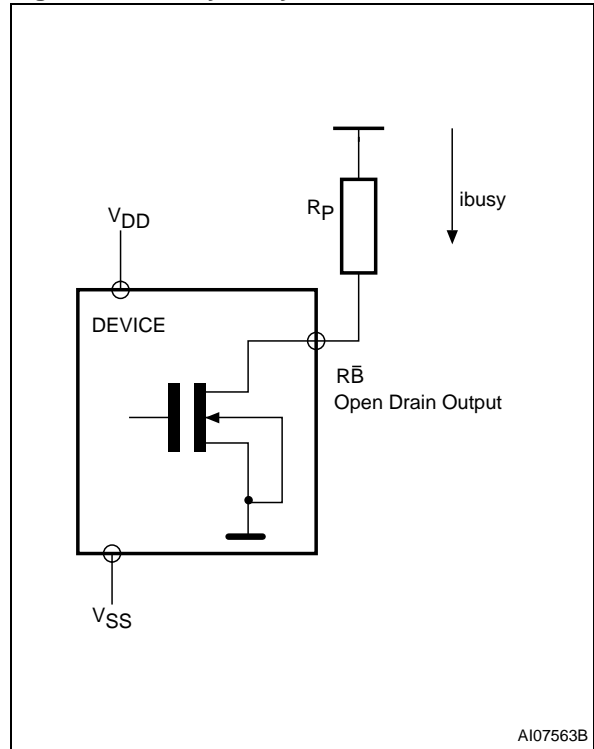 RP
ibusy
VDD
DEVICE
RB̅
Open Drain Output
VSS
AI07563B